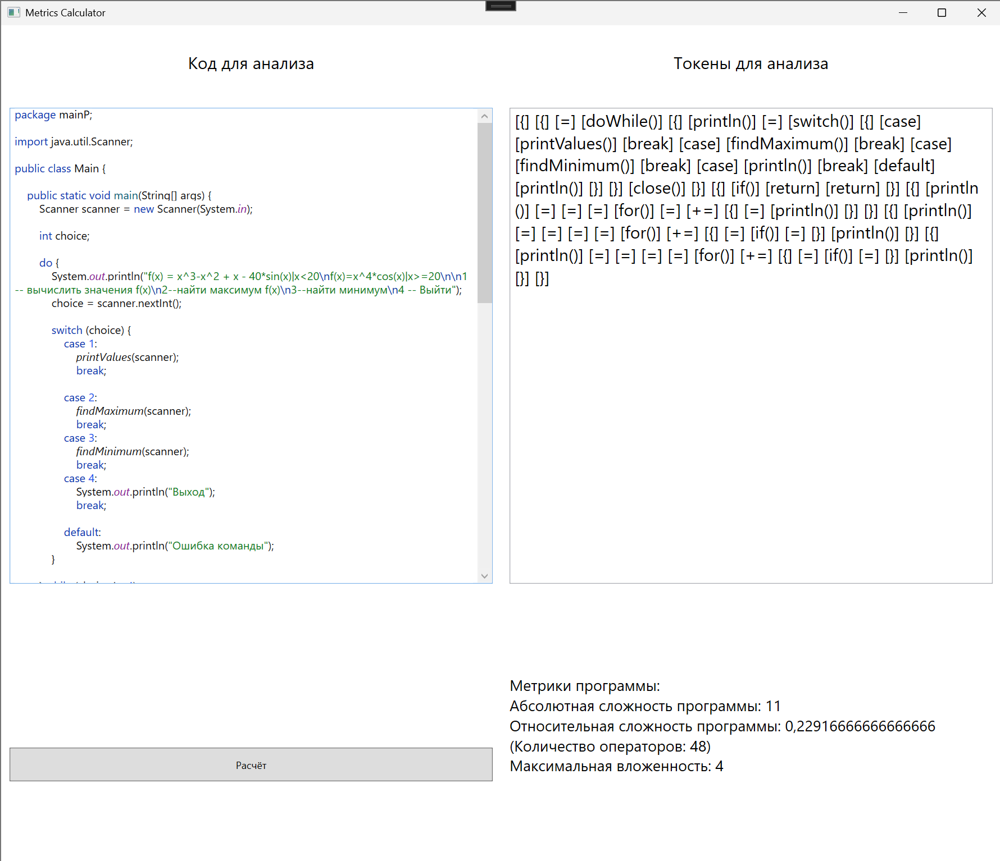 Metrics Calculator
Код для анализа
Токены для анализа
package mainP;
import java.util.Scanner;
public class Main {
public static void main(String[] args) {
Scanner scanner = new Scanner(System.in);
int choice;
do {
System.out.println("f(x) = x^3-x^2 + x - 40*sin(x)|x<20\nf(x)=x^4*cos(x)|x>=20\n\n1
-- вычислить значения f(x)\n2--найти максимум f(x)\n3--найти минимум\n4 -- Выйти");
choice = scanner.nextInt();
switch (choice) {
case 1:
printValues(scanner);
break;
case 2:
findMaximum(scanner);
break;
case 3:
findMinimum(scanner);
break;
case 4:
System.out.println("Выход");
break;
default:
System.out.println("Ошибка команды");
}
[{] [{] [=] [doWhile()] [{] [println()] [=] [switch()] [{] [case]
[printValues()] [break] [case] [findMaximum()] [break] [case]
[findMinimum()] [break] [case] [println()] [break] [default]
[println()] [}] [}] [close()] [}] [{] [if()] [return] [return] [}] [{] [println
()] [=] [=] [=] [for()] [=] [+=] [{] [=] [println()] [}] [}] [{] [println()]
[=] [=] [=] [=] [for()] [+=] [{] [=] [if()] [=] [}] [println()] [}] [{]
[println()] [=] [=] [=] [=] [for()] [+=] [{] [=] [if()] [=] [}] [println()]
[}] [}]
Расчёт
Метрики программы:
Абсолютная сложность программы: 11
Относительная сложность программы: 0,22916666666666666
(Количество операторов: 48)
Максимальная вложенность: 4